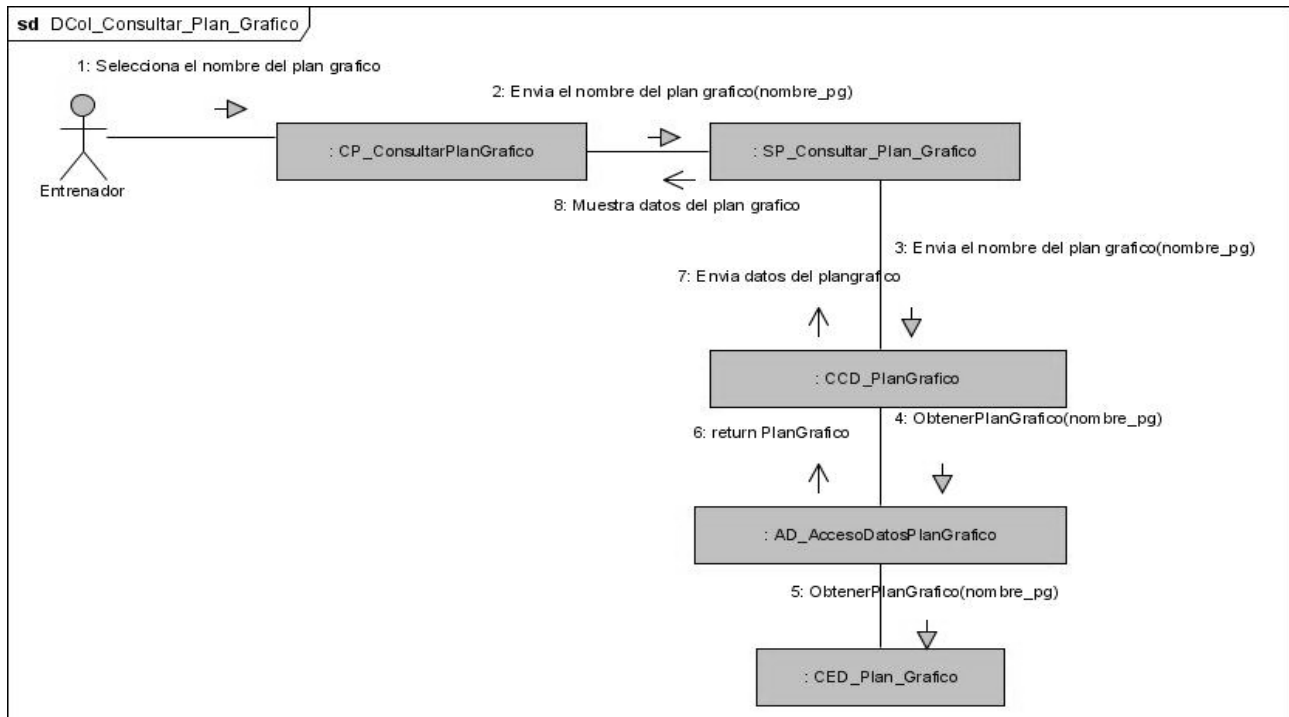 sd DCol_Consultar_Plan_Grafico
1: Selecciona el nombre del plan grafico
2: Envia el nombre del plan grafico(nombre_pg)
: CP_ConsultarPlanGrafico
: SP_Consultar_Plan_Grafico
Entrenador
8: Muestra datos del plan grafico
3: Envia el nombre del plan grafico(nombre_pg)
7: Envia datos del plangrafico
: CCD_PlanGrafico
4: ObtenerPlanGrafico(nombre_pg)
6: return PlanGrafico
: AD_AccesoDatosPlanGrafico
5: ObtenerPlanGrafico(nombre_pg)
: CED_Plan_Grafico